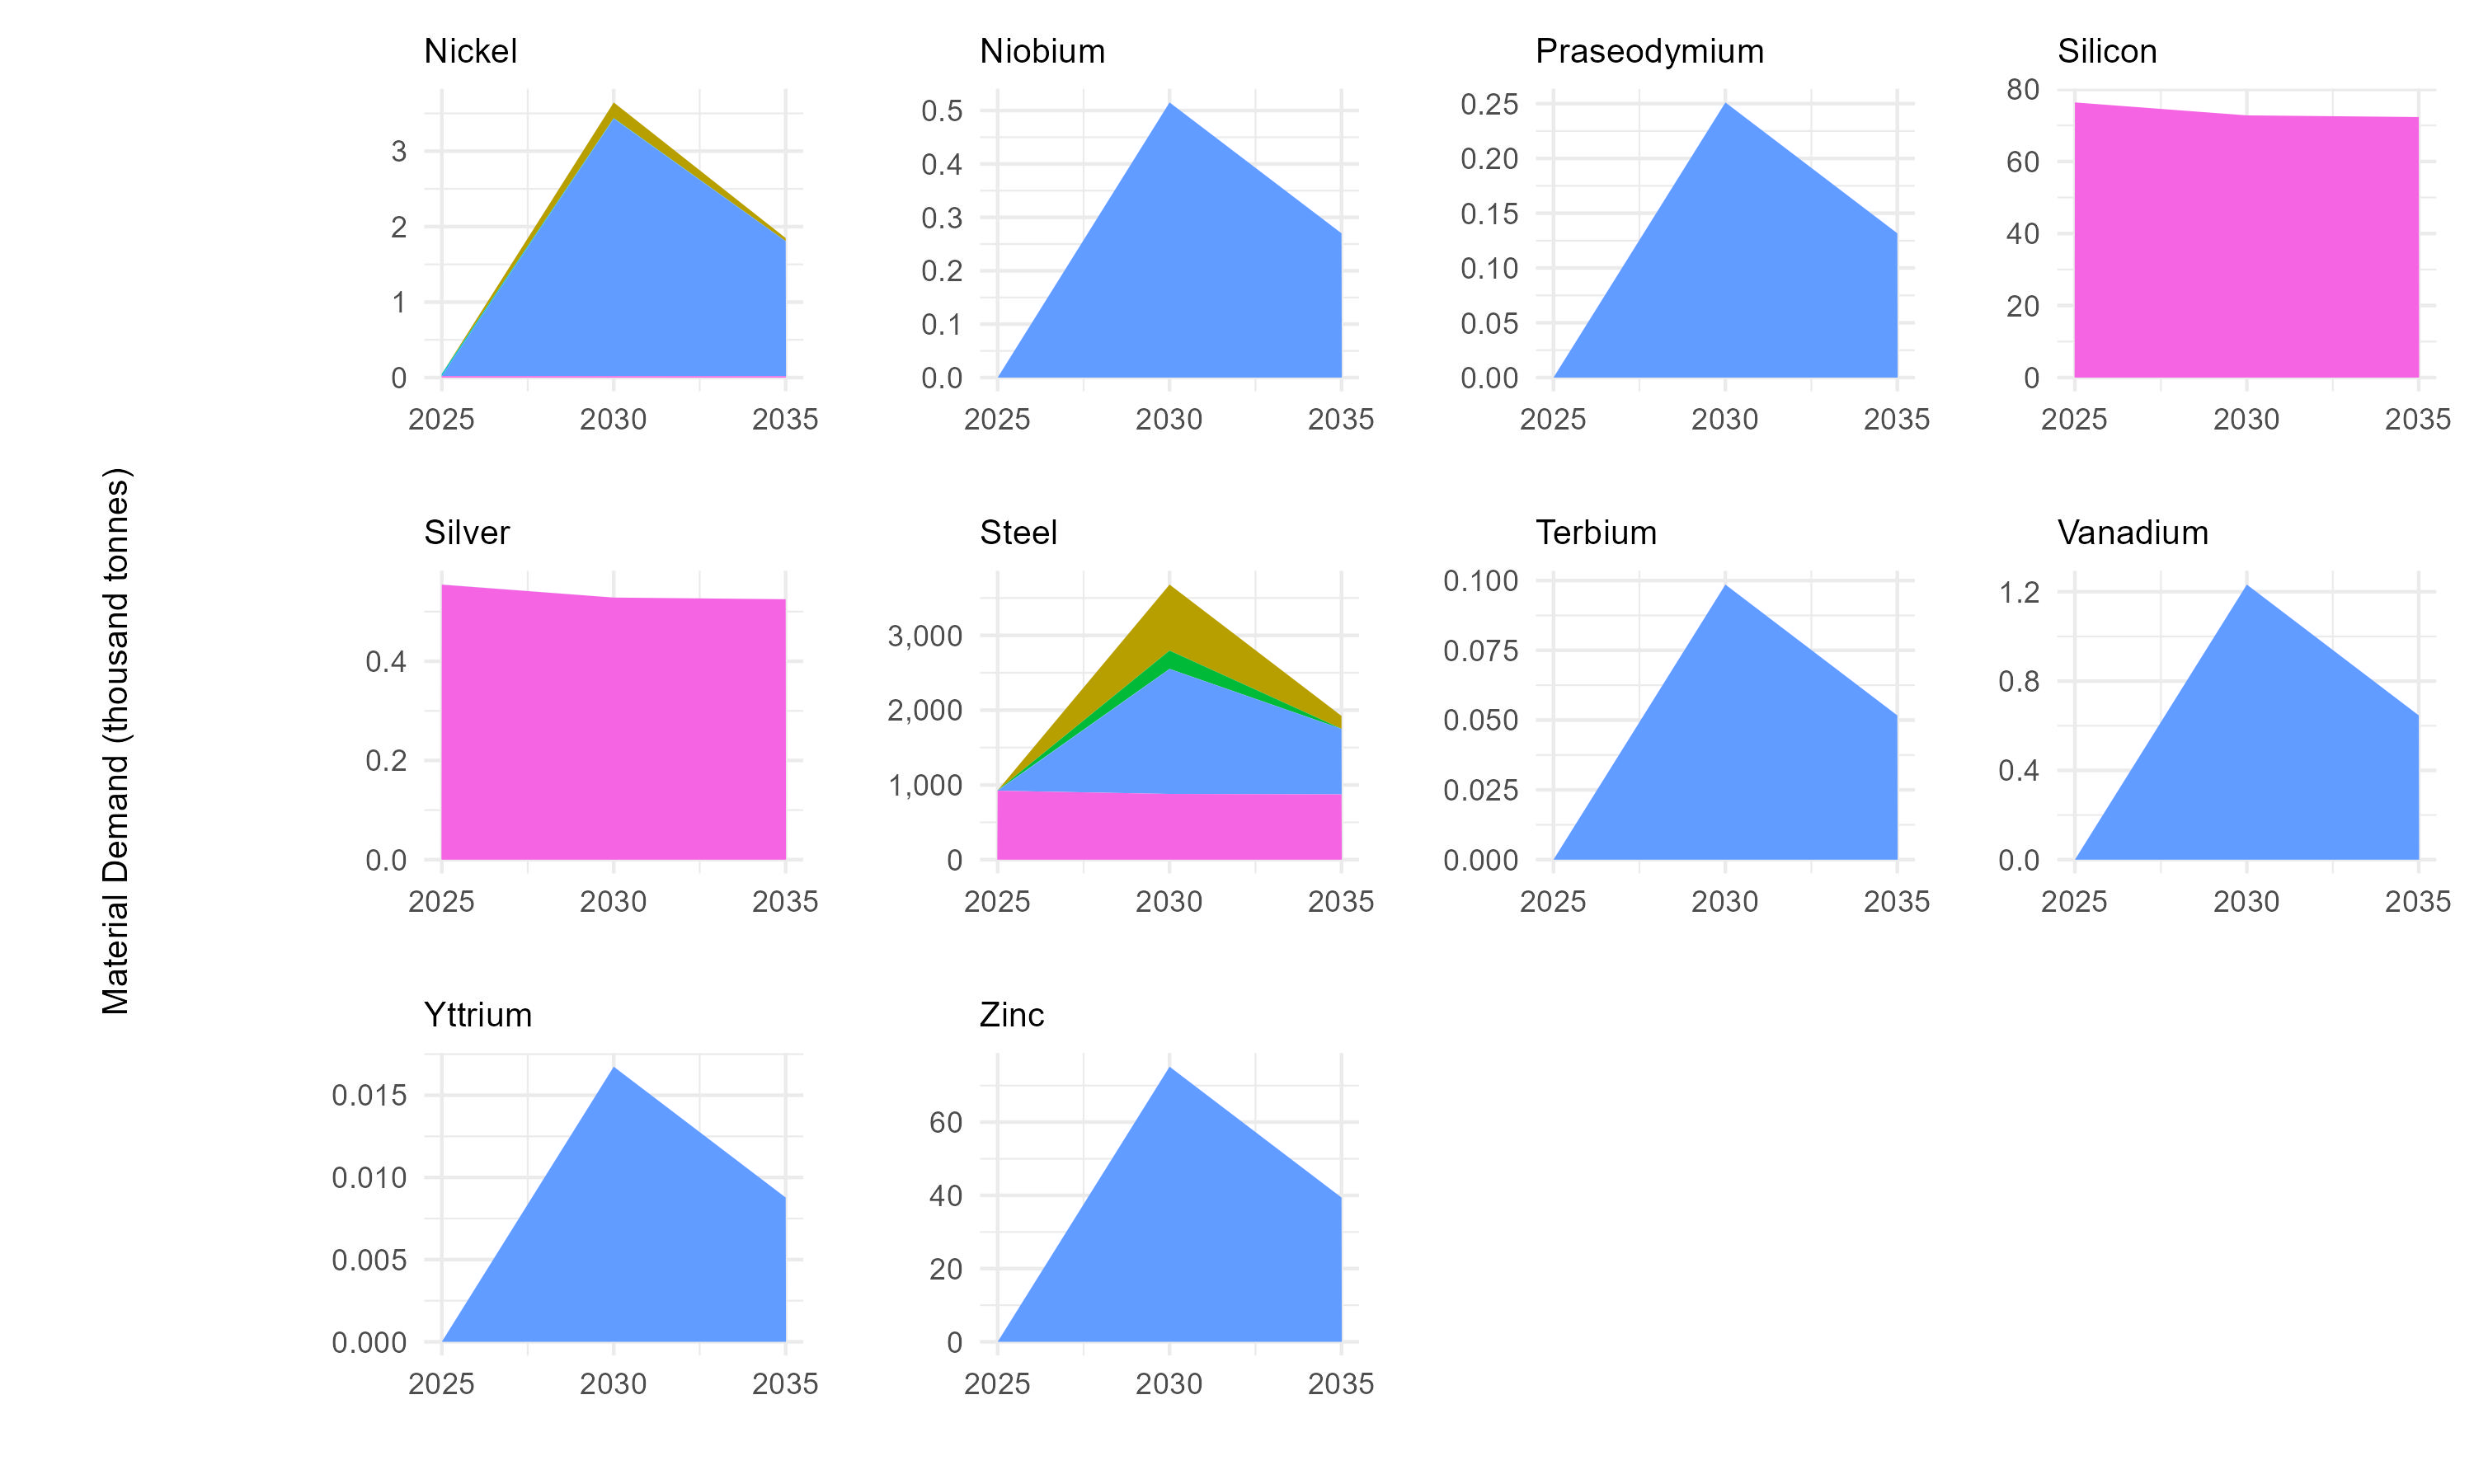 Material Demand (thousand tonnes)
Nickel
3
2
1
0
2025 2030 2035
Niobium
0.5
0.4
0.3
0.2
0.1
0.0
2025 2030 2035
Praseodymium
0.25
0.20
0.15
0.10
0.05
0.00
2025 2030 2035
Silicon
80
60
40
20
0
2025 2030 2035
Silver
0.4
0.2
0.0
2025 2030 2035
Steel
3,000
2,000
1,000
0
2025 2030 2035
Terbium
0.100
0.075
0.050
0.025
0.000
2025 2030 2035
Vanadium
1.2
0.8
0.4
0.0
2025 2030 2035
Yttrium
0.015
0.010
0.005
0.000
2025 2030 2035
Zinc
60
40
20
0
2025 2030 2035